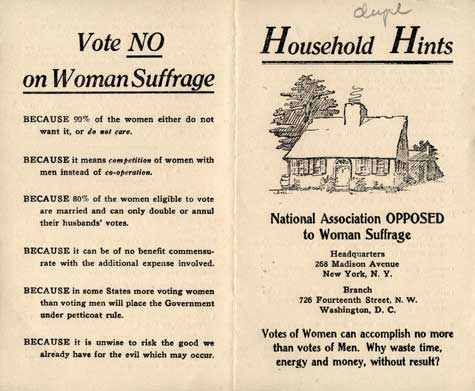 Vote NO
on Woman Suffrage
BECAUSE 90% of the women either do not
want it, or do not care.
BECAUSE it means competition of women with
men instead of co-operation.
BECAUSE 80% of the women eligible to vote
are married and can only double or annul
their husbands' votes.
BECAUSE it can be of no benefit commensu-
rate with the additional expense involved.
BECAUSE in some States more voting women
than voting men will place the Government
under petticoat rule.
BECAUSE it is unwise to risk the good we
already have for the evil which may occur.
dupl
Household Hints
National Association OPPOSED
to Woman Suffrage
Headquarters
268 Madison Avenue
New York, N. Y.
Branch
726 Fourteenth Street, N. W.
Washington, D. C.
Votes of Women can accomplish no more
than votes of Men. Why waste time,
energy and money, without result?